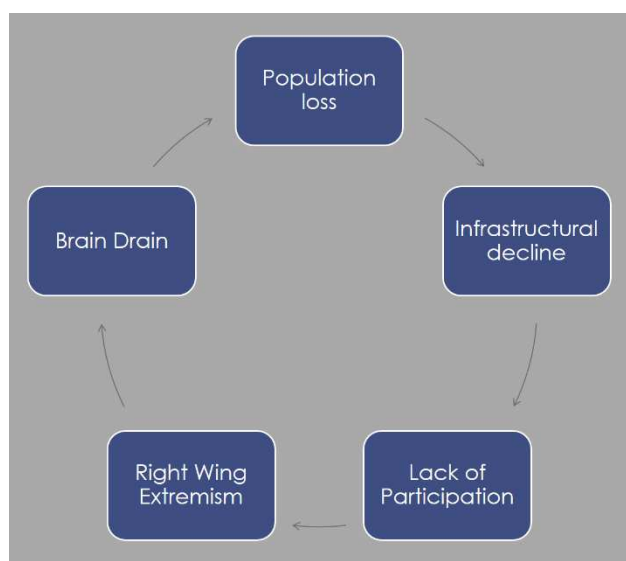 Population
loss
Infrastructural
decline
Lack of
Participation
Right Wing
Extremism
Brain Drain